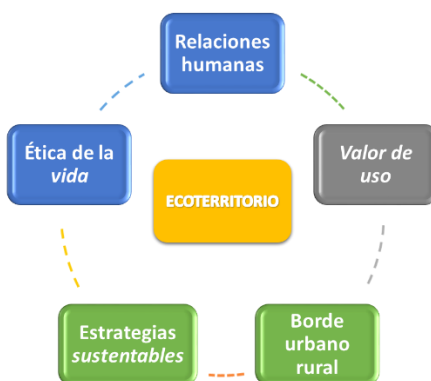 Relaciones
humanas
Ética de la
vida
Valor de
uso
ECOTERRITORIO
Estrategias
sustentables
Borde
urbano
rural